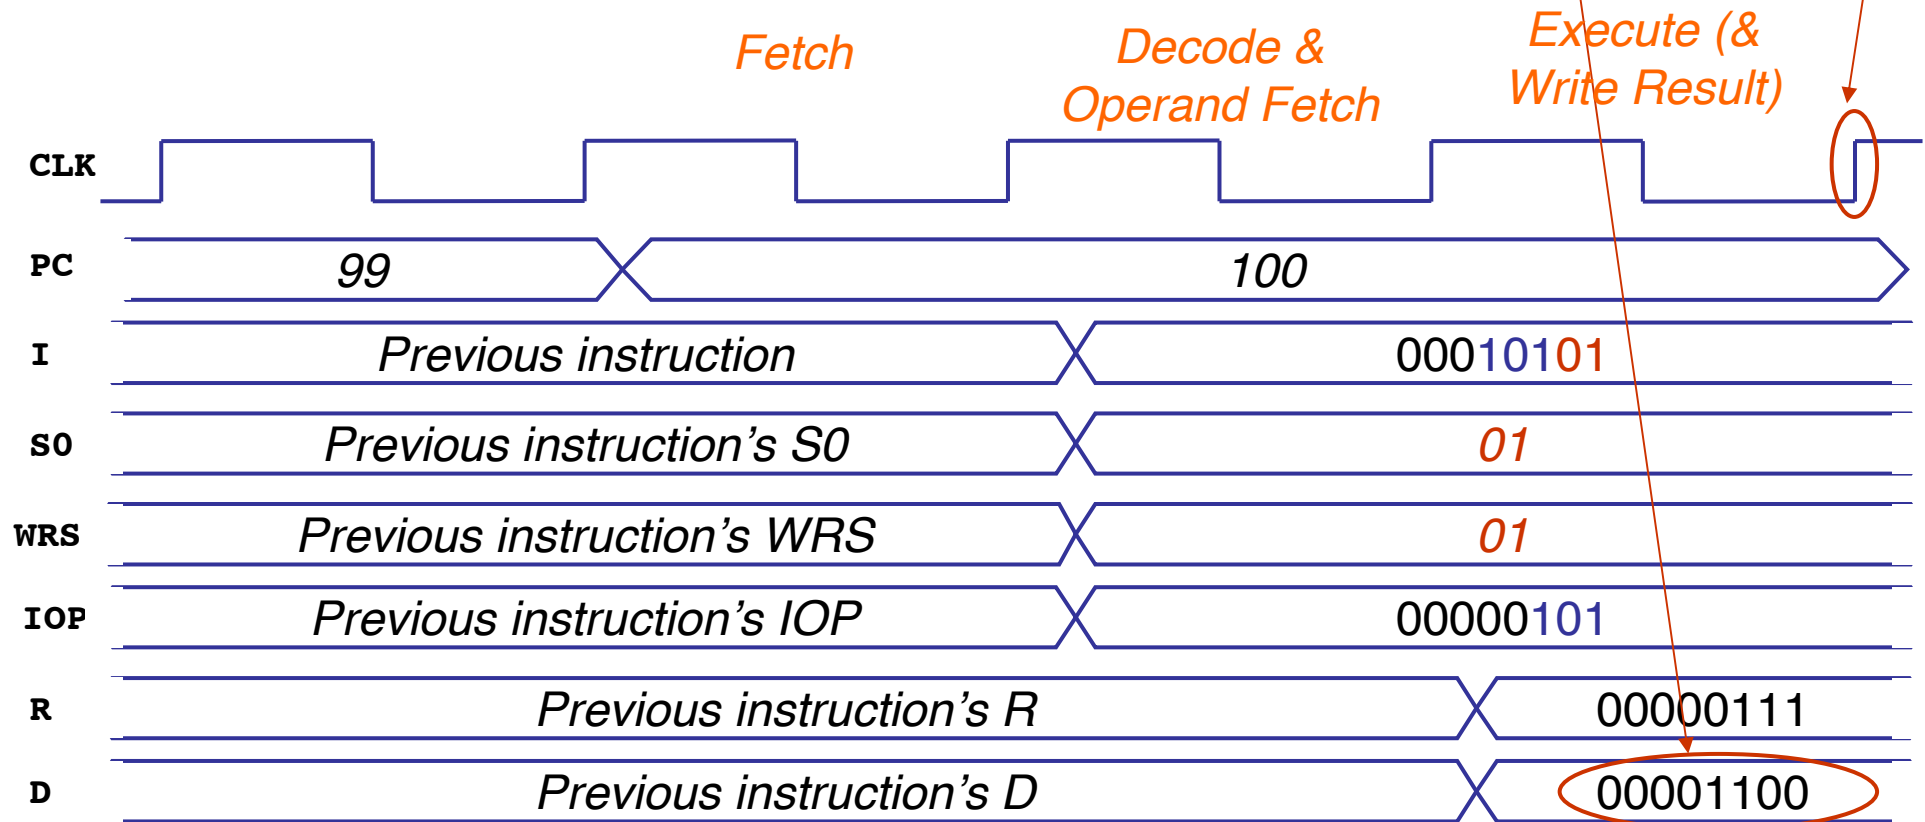 Fetch
Decode &
Operand Fetch
Execute (&
Write Result)
CLK
PC 99 100
I Previous instruction 00010101
S0 Previous instruction's S0 01
WRS Previous instruction's WRS 01
IOP Previous instruction's IOP 00000101
R Previous instruction's R 00000111
D Previous instruction's D 00001100